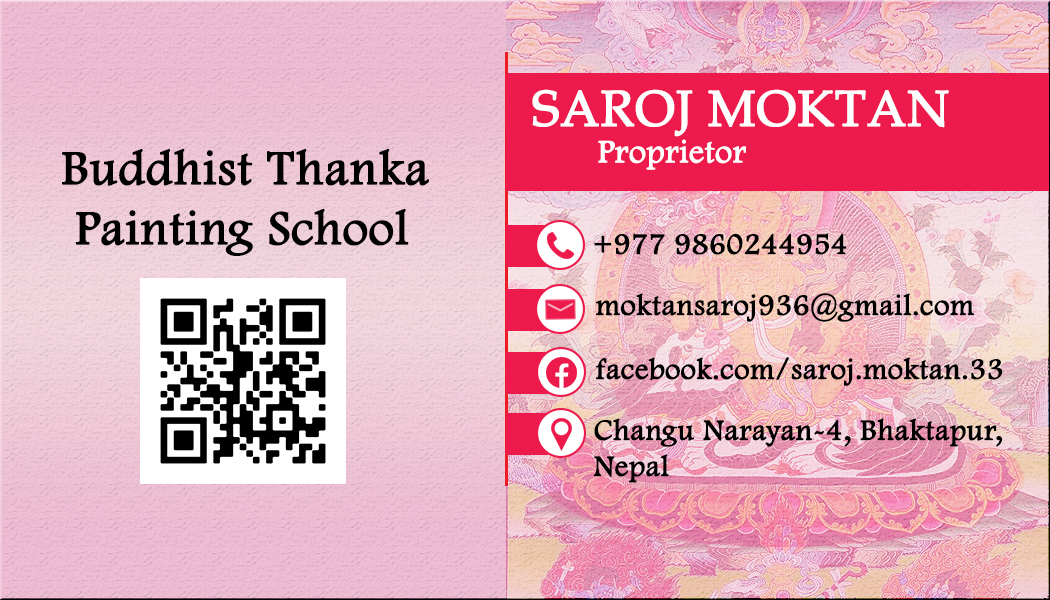 Buddhist Thanka
Painting School
SAROJ MOKTAN
Proprietor
+977 9860244954
moktansaroj936@gmail.com
facebook.com/saroj.moktan.33
Changu Narayan-4, Bhaktapur,
Nepal